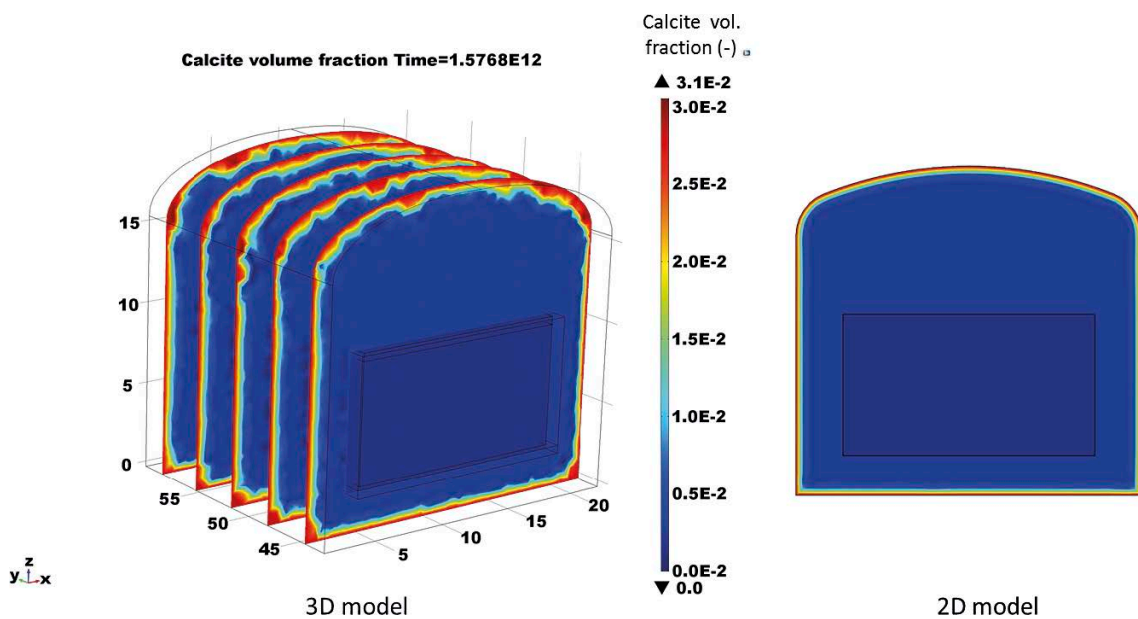 Calcite vol.
fraction (-)
Calcite volume fraction Time=1.5768E12
3.1E-2
3.0E-2
2.5E-2
2.0E-2
1.5E-2
1.0E-2
0.5E-2
0.0E-2
0.0
15
10
5
0
55
50
45
5
10
15
20
z
y x
3D model
2D model